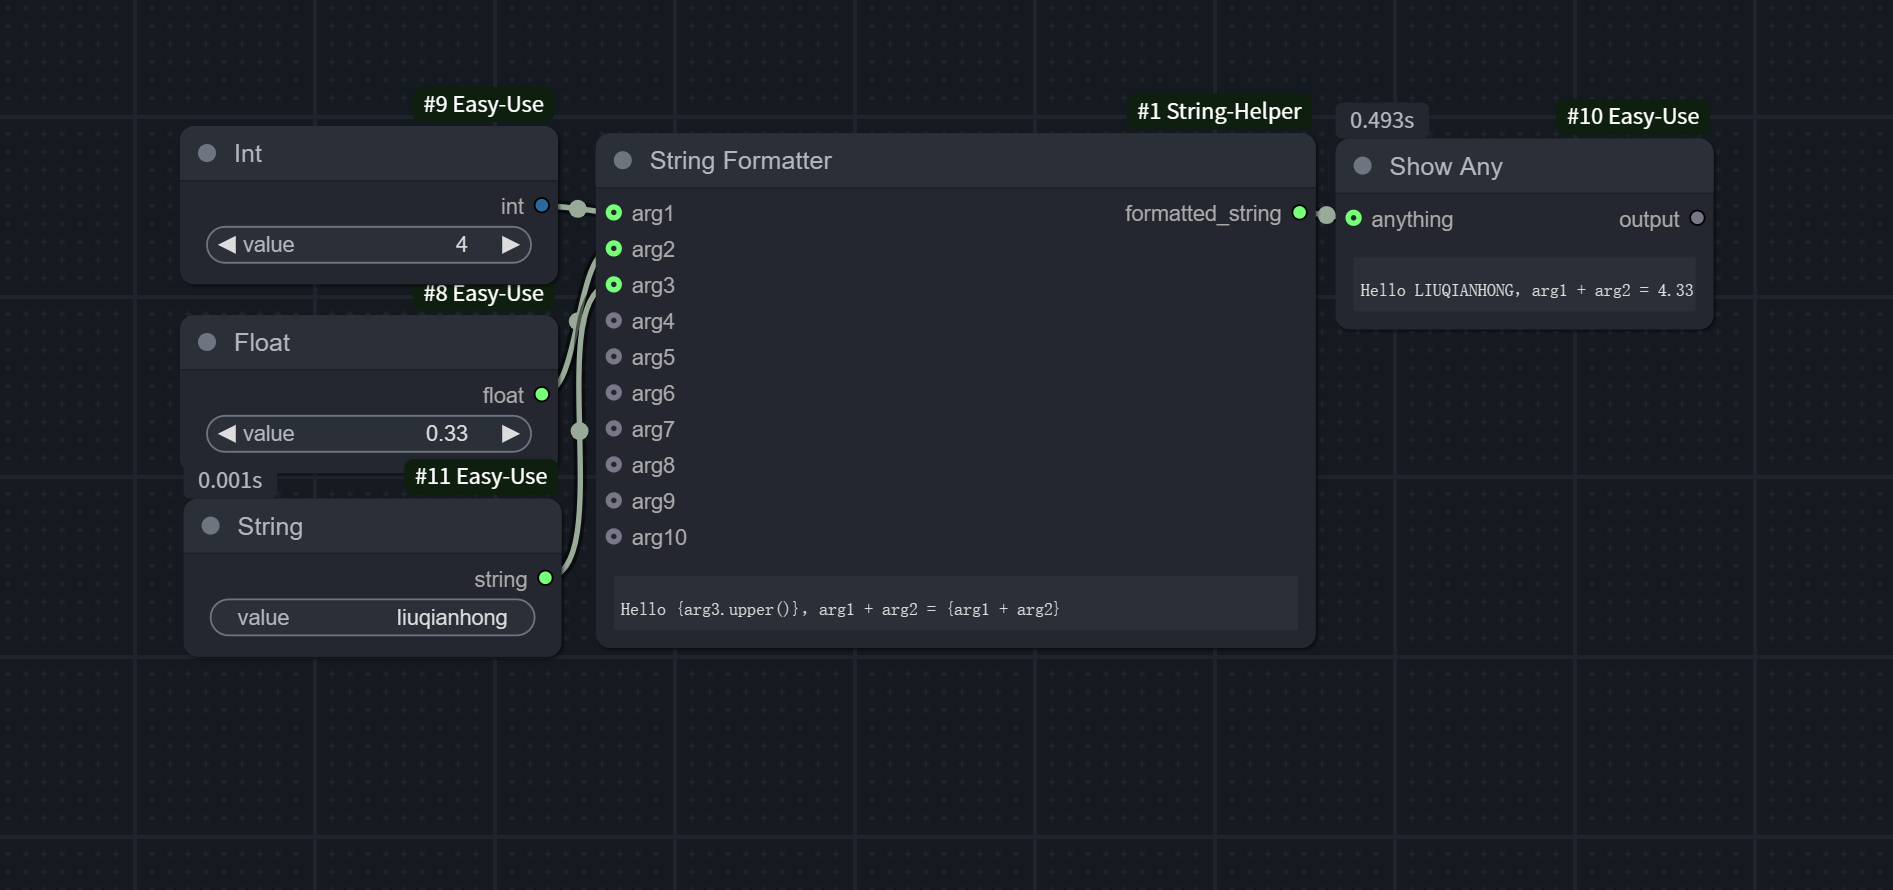 #9 Easy-Use
Int
int
value 4
#8 Easy-Use
Float
float
value 0.33
0.001s #11 Easy-Use
String
string
value liuqianhong
#1 String-Helper
String Formatter
arg1 formatted_string
arg2
arg3
arg4
arg5
arg6
arg7
arg8
arg9
arg10
Hello {arg3.upper()}, arg1 + arg2 = {arg1 + arg2}
0.493s #10 Easy-Use
Show Any
anything output
Hello LIUQIANHONG, arg1 + arg2 = 4.33